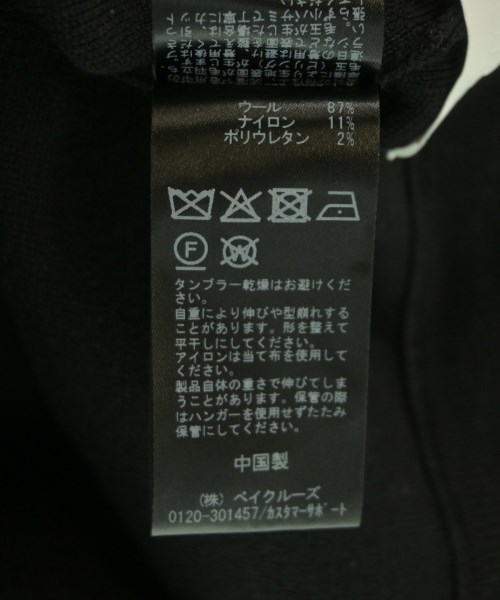 ウール 87%
ナイロン 11%
ポリウレタン 2%
F
W
タンブラー乾燥はお避けくだ
さい。
自重により伸びや型崩れする
ことがあります。形を整えて
平干しにしてください。
アイロンは当て布を使用して
ください。
製品自体の重さで伸びてしま
うことがあります。保管の際
はハンガーを使用せずたたみ
保管にしてください。
中国製
(株) ベイクルーズ
0120-301457/カスタマーサポート